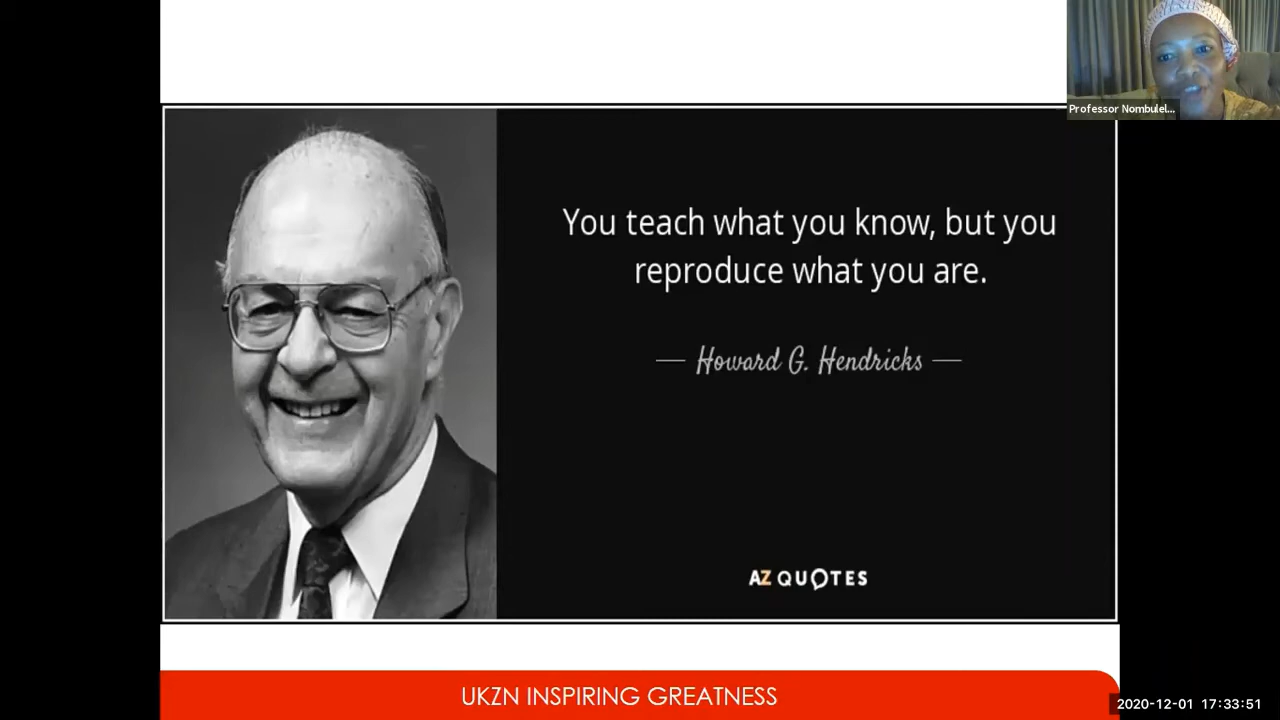 Professor Nombulel...
You teach what you know, but you
reproduce what you are.
— Howard G. Hendricks —
AZ QUOTES
UKZN INSPIRING GREATNESS
2020-12-01 17:33:51